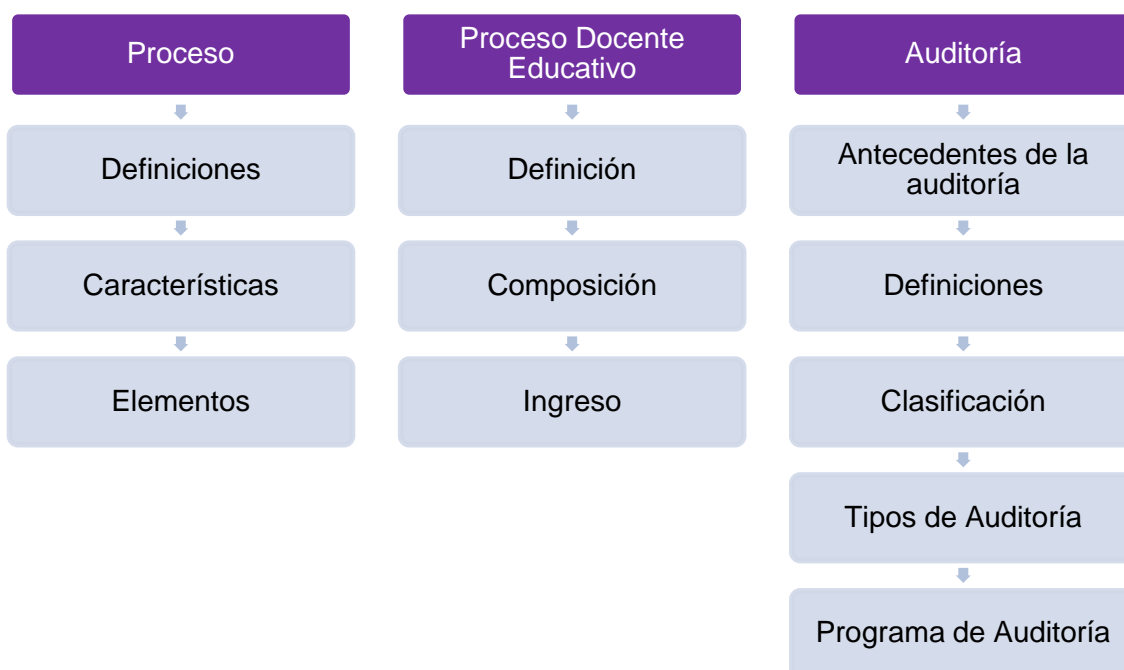 Proceso
Definiciones
Características
Elementos
Proceso Docente
Educativo
Definición
Composición
Ingreso
Auditoría
Antecedentes de la
auditoría
Definiciones
Clasificación
Tipos de Auditoría
Programa de Auditoría